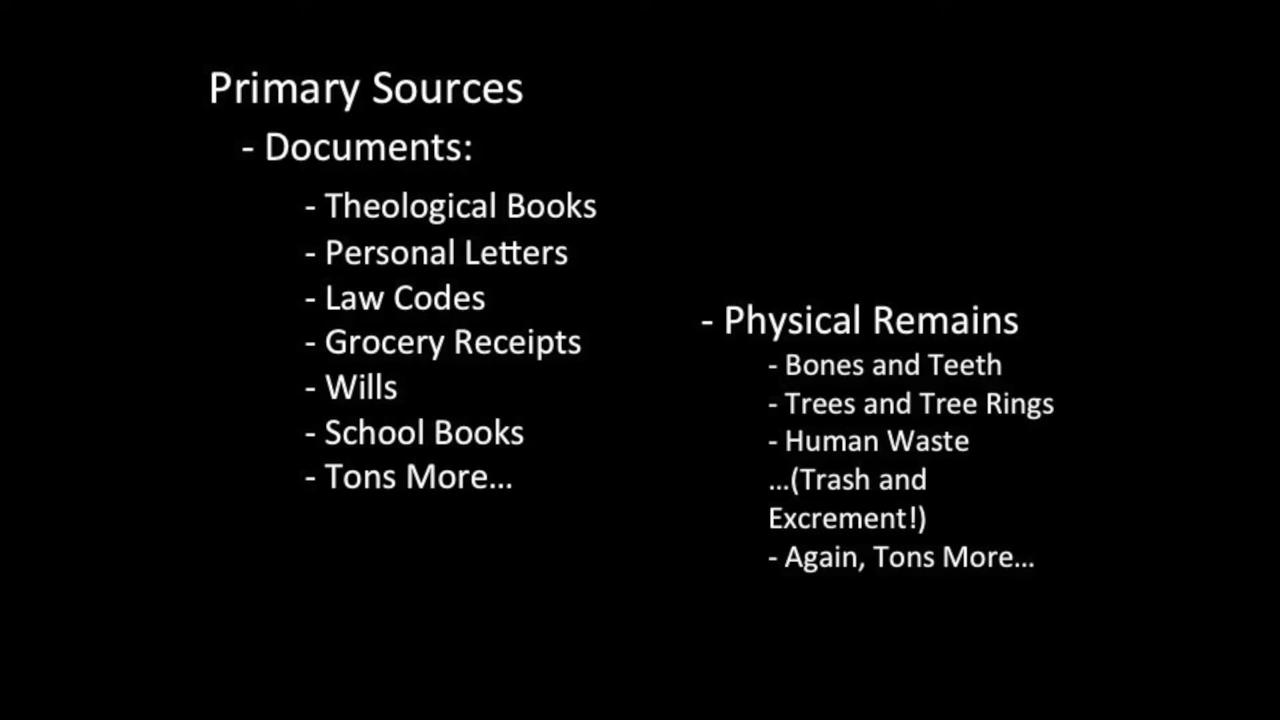 Primary Sources
- Documents:
- Theological Books
- Personal Letters
- Law Codes
- Grocery Receipts
- Wills
- School Books
- Tons More...
- Physical Remains
- Bones and Teeth
- Trees and Tree Rings
- Human Waste
...(Trash and
Excrement!)
- Again, Tons More...